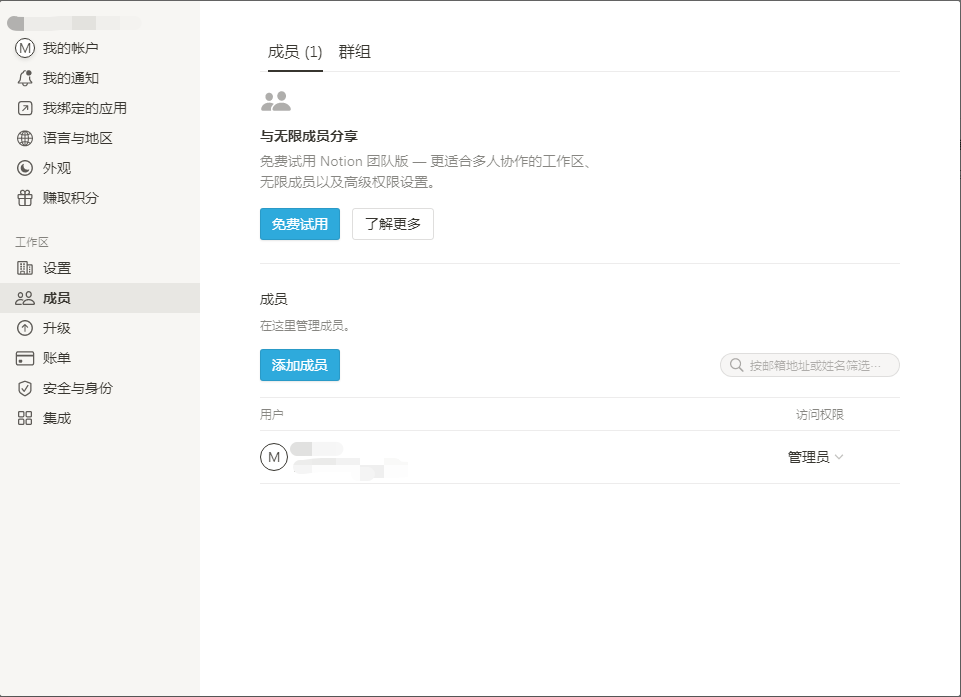 M 我的帐户
我的通知
我绑定的应用
语言与地区
外观
赚取积分
工作区
设置
成员
升级
账单
安全与身份
集成
成员 (1) 群组
与无限成员分享
免费试用 Notion 团队版 — 更适合多人协作的工作区、
无限成员以及高级权限设置。
免费试用 了解更多
成员
在这里管理成员。
添加成员 按邮箱地址或姓名筛选…
用户 访问权限
M 管理员